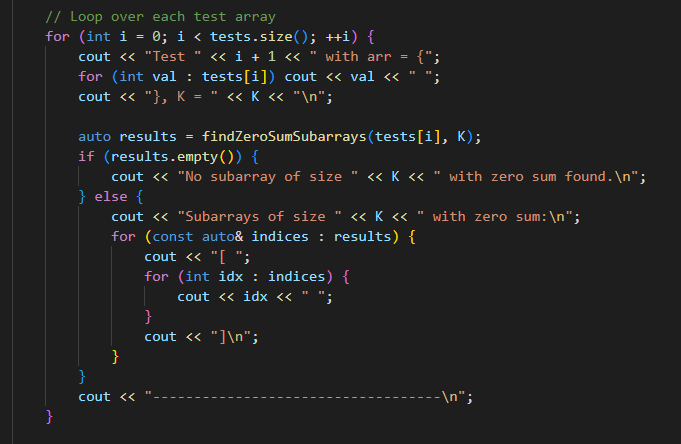 // Loop over each test array
for (int i = 0; i < tests.size(); ++i) {
cout << "Test " << i + 1 << " with arr = {";
for (int val : tests[i]) cout << val << " ";
cout << "}, K = " << K << "\n";
auto results = findZeroSumSubarrays(tests[i], K);
if (results.empty()) {
cout << "No subarray of size " << K << " with zero sum found.\n";
} else {
cout << "Subarrays of size " << K << " with zero sum:\n";
for (const auto& indices : results) {
cout << "[ ";
for (int idx : indices) {
cout << idx << " ";
}
cout << "]\n";
}
}
cout << "-----------------------------------\n";
}